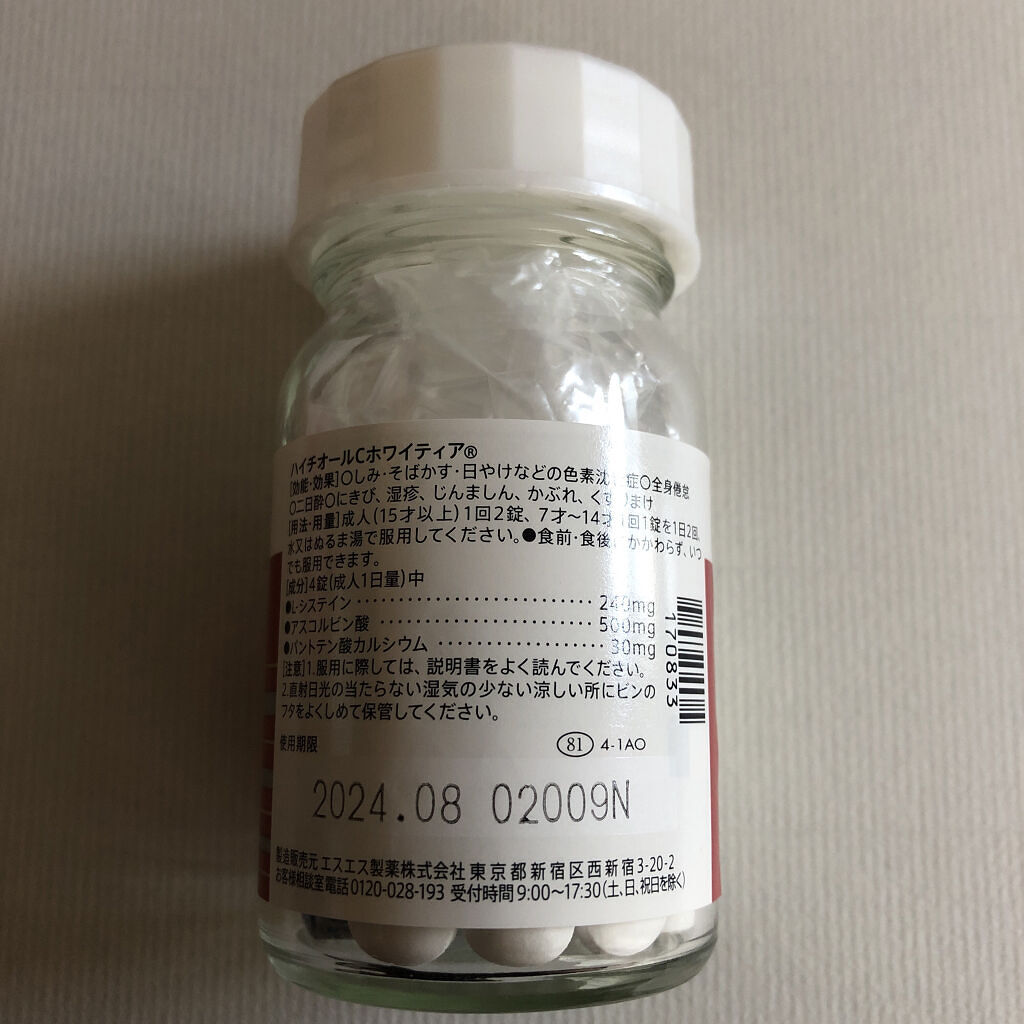 ハイチオールCホワイティア®
[効能・効果]○しみ・そばかす・日やけなどの色素沈 症○全身倦怠
○二日酔○にきび、湿疹、じんましん、かぶれ、くすりまけ
[用法・用量]成人(15才以上)1回2錠、7才〜14才1回1錠を1日2回、
水又はぬるま湯で服用してください。●食前・食後にかかわらず、いつ
でも服用できます。
[成分]4錠(成人1日量)中
●L-システイン ‥‥‥‥‥‥‥‥‥‥ 240mg
●アスコルビン酸 ‥‥‥‥‥‥‥‥‥ 500mg
●パントテン酸カルシウム ‥‥‥‥‥‥ 30mg
[注意]1.服用に際しては、説明書をよく読んでください。
2.直射日光の当たらない湿気の少ない涼しい所にビンの
フタをよくしめて保管してください。
170833
使用期限
81 4-1AO
2024.08 02009N
製造販売元 エスエス製薬株式会社 東京都新宿区西新宿3-20-2
お客様相談室電話0120-028-193 受付時間9:00〜17:30(土、日、祝日を除く)